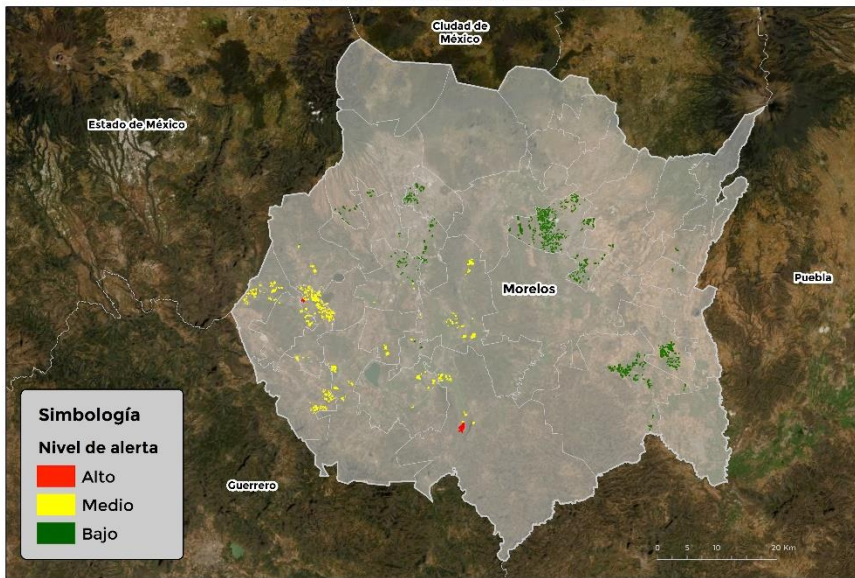 Ciudad de
México
Estado de México
Puebla
Morelos
Guerrero
Simbología
Nivel de alerta
Alto
Medio
Bajo
0 5 10 20 Km